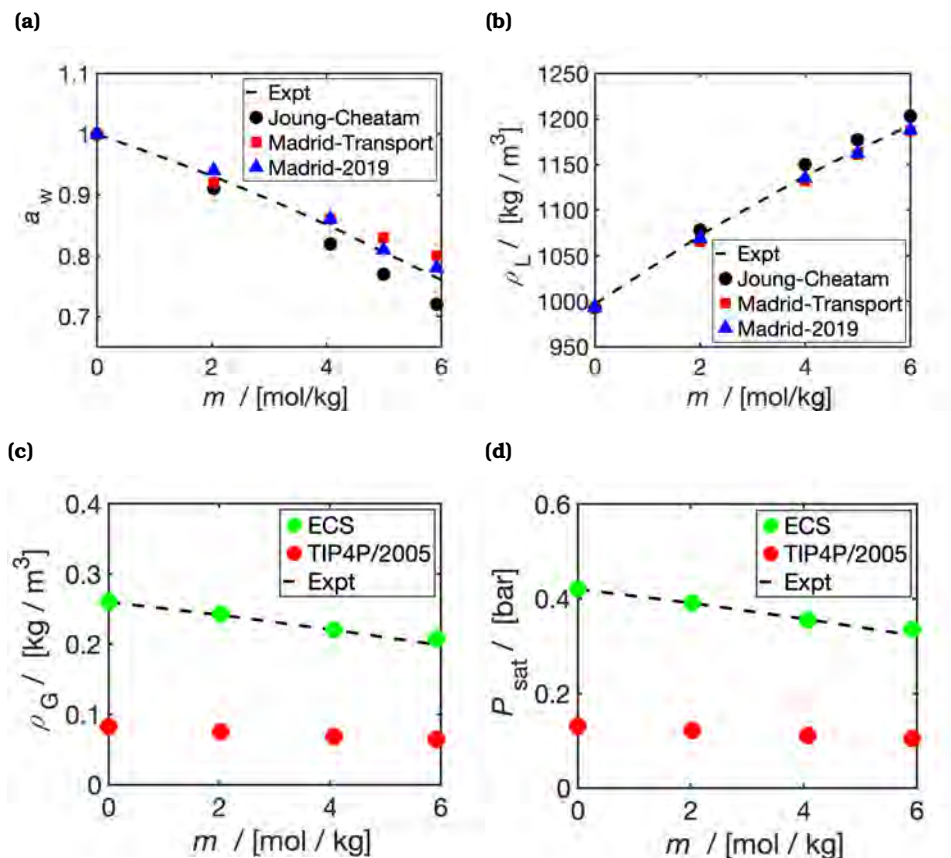 (a)
1.1
1
0.9
0.8
0.7
a_w
0 2 4 6
m / [mol/kg]
Expt
Joung-Cheatam
Madrid-Transport
Madrid-2019
(b)
1250
1200
1150
1100
1050
1000
950
ρ_L / [kg / m³]
0 2 4 6
m / [mol/kg]
Expt
Joung-Cheatam
Madrid-Transport
Madrid-2019
(c)
0.4
0.3
0.2
0.1
0
ρ_G / [kg / m³]
0 2 4 6
m / [mol / kg]
ECS
TIP4P/2005
Expt
(d)
0.6
0.4
0.2
0
P_sat / [bar]
0 2 4 6
m / [mol / kg]
ECS
TIP4P/2005
Expt